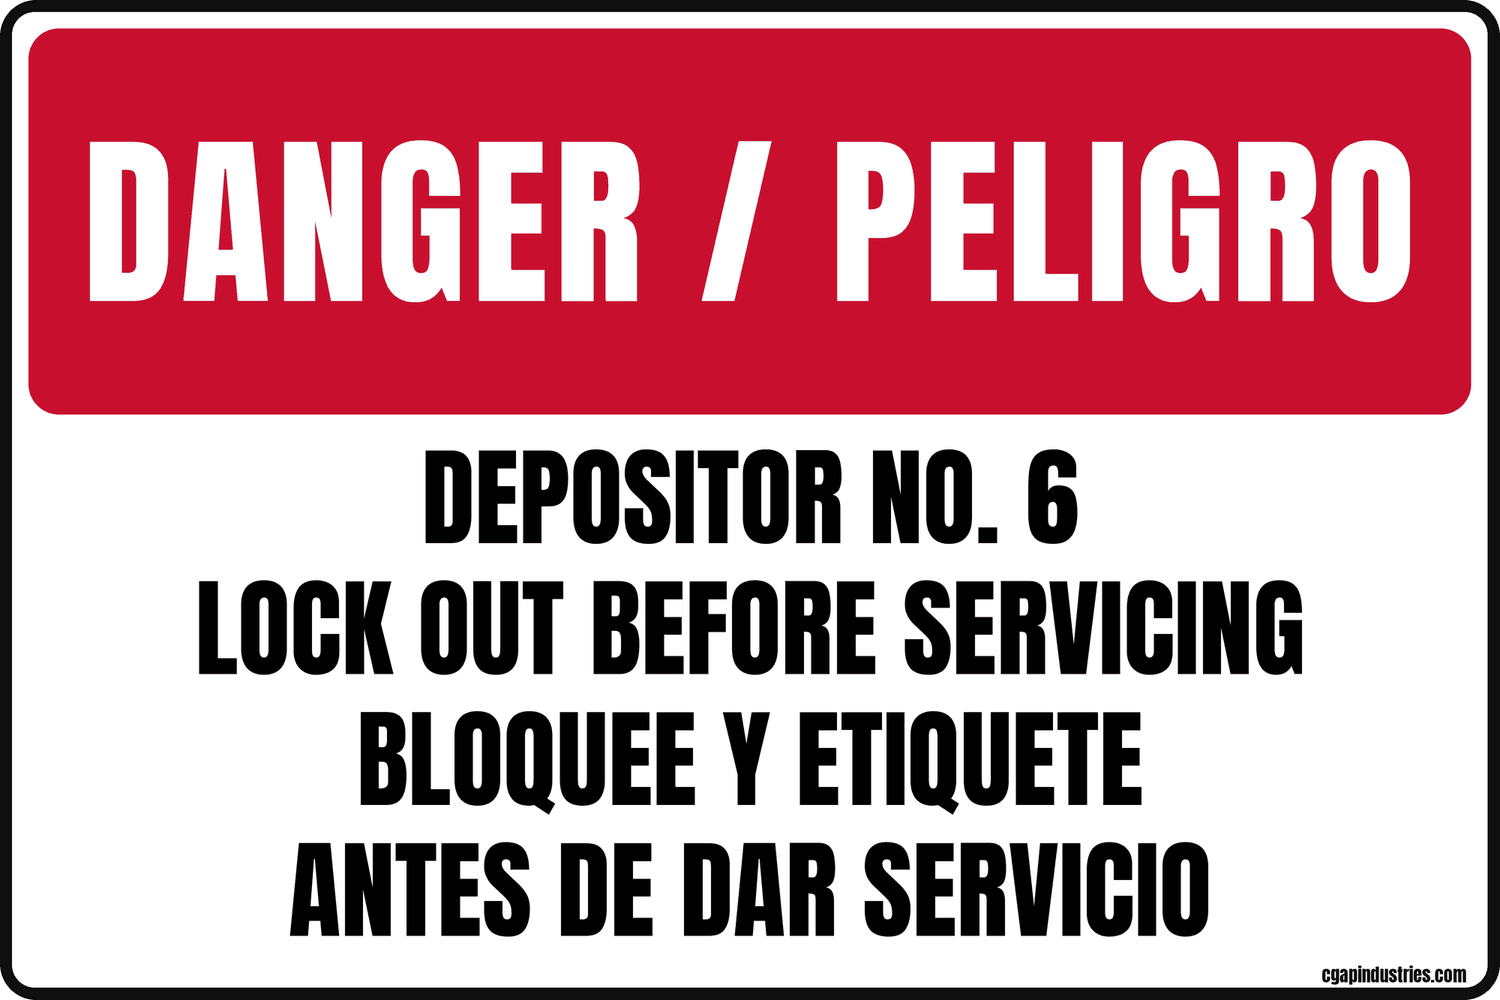 DANGER / PELIGRO
DEPOSITOR NO. 6
LOCK OUT BEFORE SERVICING
BLOQUEE Y ETIQUETE
ANTES DE DAR SERVICIO
cgapindustries.com